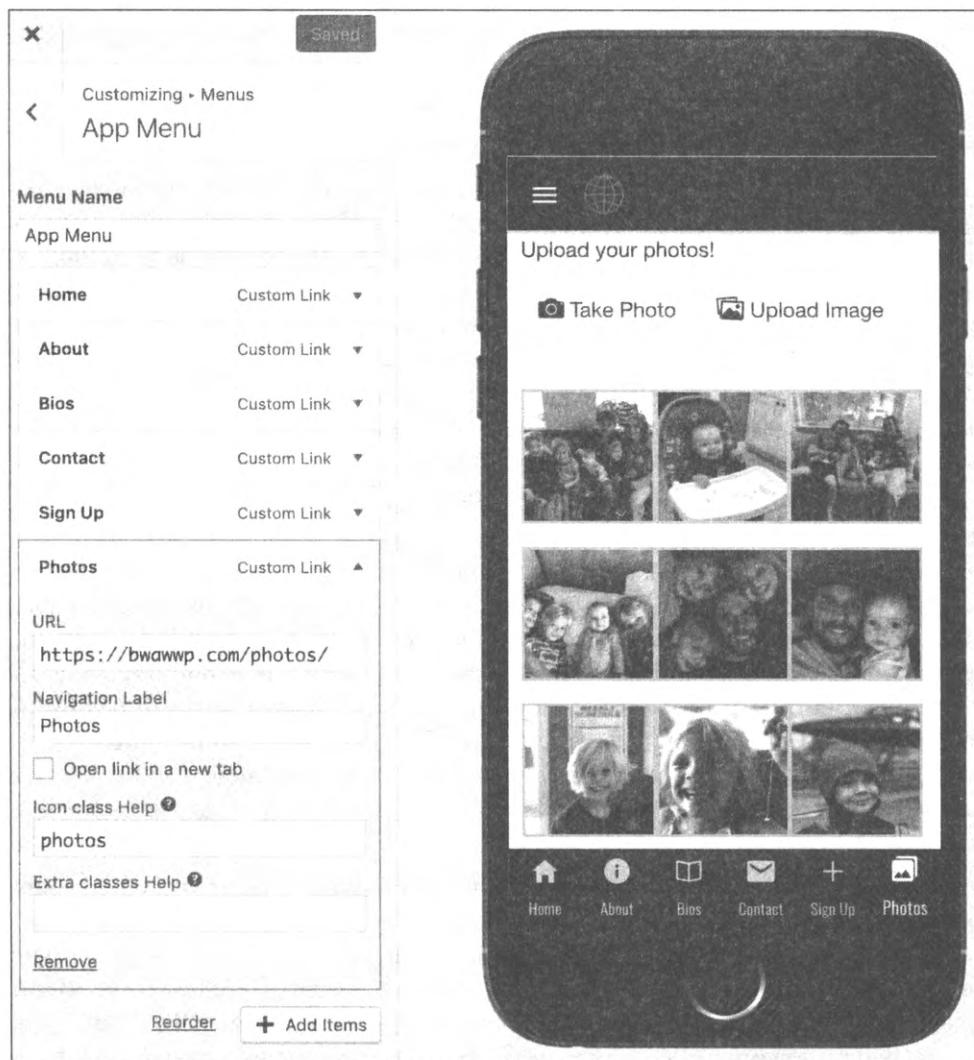 Saved
Customizing ▸ Menus
App Menu
Menu Name
App Menu
Home Custom Link
About Custom Link
Bios Custom Link
Contact Custom Link
Sign Up Custom Link
Photos Custom Link
URL
https://bwawwp.com/photos/
Navigation Label
Photos
Open link in a new tab
Icon class Help
photos
Extra classes Help
Remove
Reorder + Add Items
Upload your photos!
Take Photo Upload Image
Home About Bios Contact Sign Up Photos